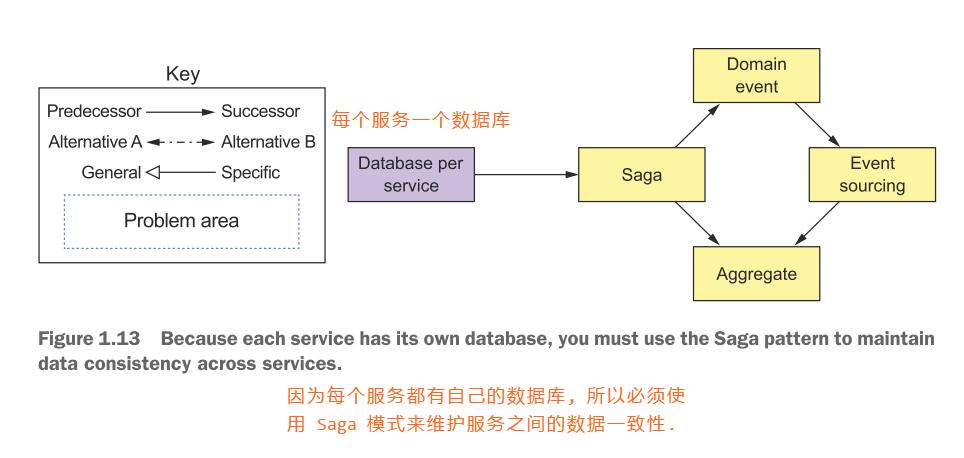 Key
Predecessor Successor
Alternative A Alternative B
General Specific
Problem area
每个服务一个数据库
Database per
service
Saga
Domain
event
Event
sourcing
Aggregate
Figure 1.13 Because each service has its own database, you must use the Saga pattern to maintain
data consistency across services.
因为每个服务都有自己的数据库，所以必须使
用 Saga 模式来维护服务之间的数据一致性.